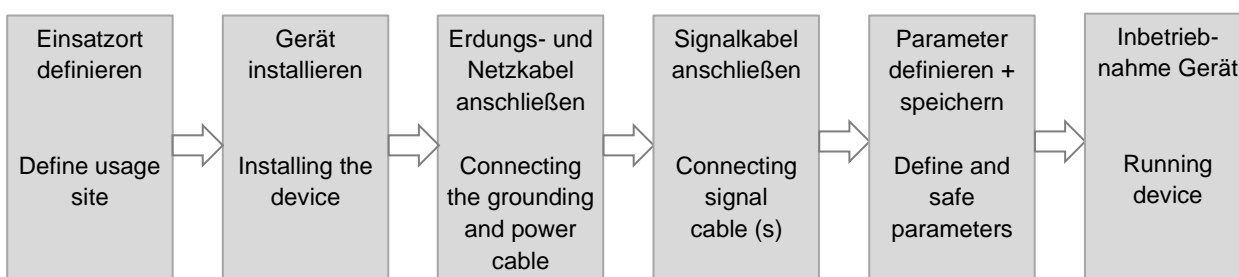 Einsatzort
definieren
Define usage
site
Gerät
installieren
Installing the
device
Erdungs- und
Netzkabel
anschließen
Connecting
the grounding
and power
cable
Signalkabel
anschließen
Connecting
signal
cable (s)
Parameter
definieren +
speichern
Define and
safe
parameters
Inbetrieb-
nahme Gerät
Running
device